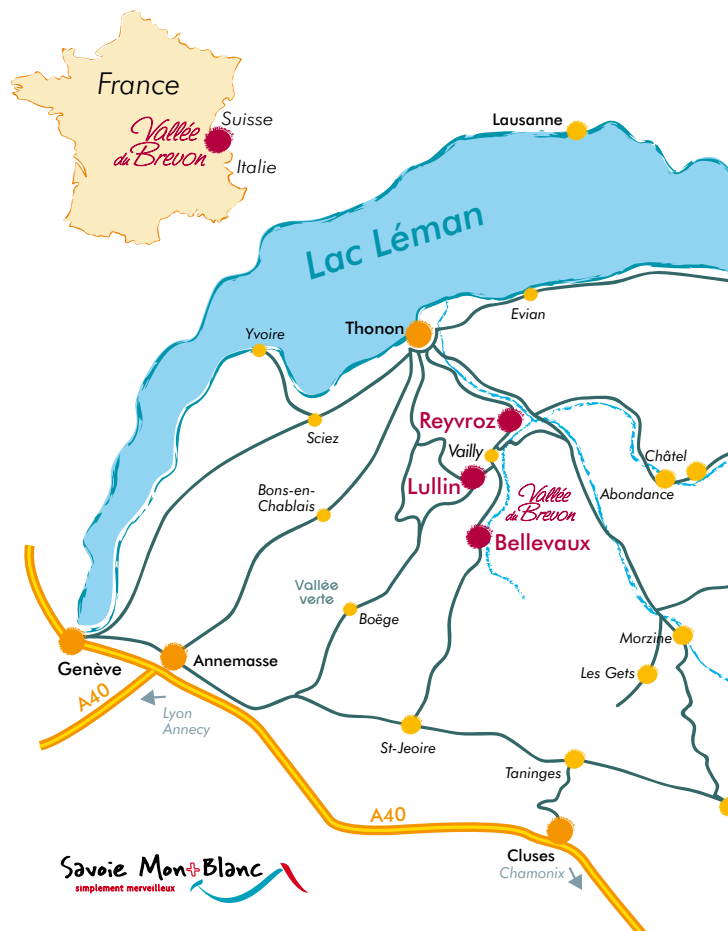 France
Suisse
Vallée
du Brevon
Italie
Lausanne
Lac Léman
Evian
Thonon
Yvoire
Sciez
Reyvroz
Vailly
Châtel
Lullin
Abondance
Bons-en-
Chablais
Vallée
du Brevon
Bellevaux
Vallée
verte
Boëge
Morzine
Genève
Annemasse
Les Gets
A40
Lyon
Annecy
St-Jeoire
Taninges
A40
Cluses
Chamonix
Savoie Mont Blanc
simplement merveilleux